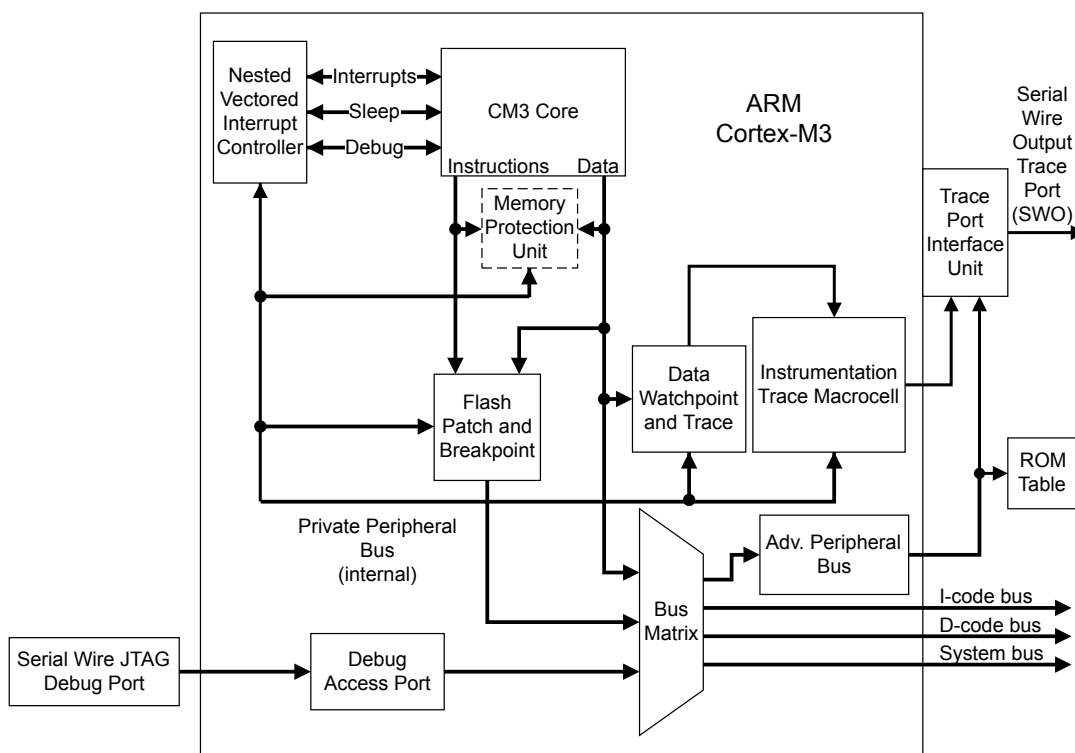 Nested
Vectored
Interrupt
Controller
Interrupts
Sleep
Debug
CM3 Core
Instructions
Data
ARM
Cortex-M3
Memory
Protection
Unit
Serial
Wire
Output
Trace
Port
(SWO)
Trace
Port
Interface
Unit
Flash
Patch and
Breakpoint
Data
Watchpoint
and Trace
Instrumentation
Trace Macrocell
ROM
Table
Private Peripheral
Bus
(internal)
Adv. Peripheral
Bus
Bus
Matrix
I-code bus
D-code bus
System bus
Serial Wire JTAG
Debug Port
Debug
Access Port